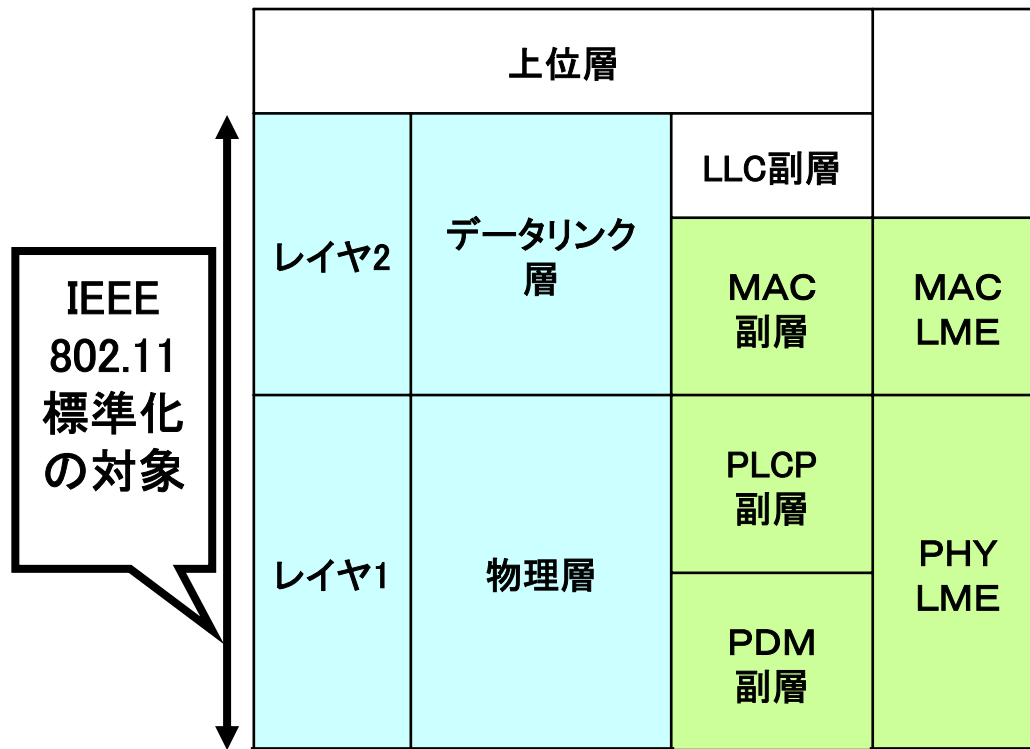 上位層
LLC副層
レイヤ2
データリンク
層
MAC
副層
MAC
LME
IEEE
802.11
標準化
の対象
レイヤ1
物理層
PLCP
副層
PHY
LME
PDM
副層